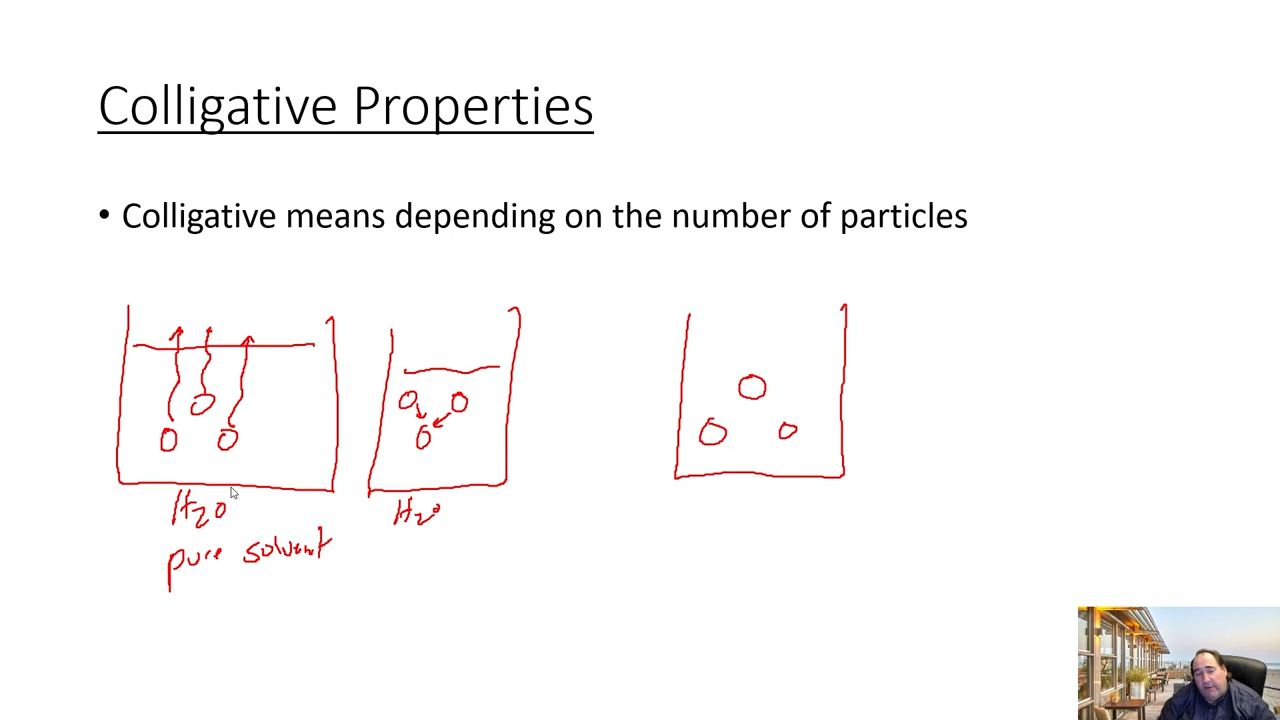 Colligative Properties
• Colligative means depending on the number of particles
H2O
H2O
pure solvent